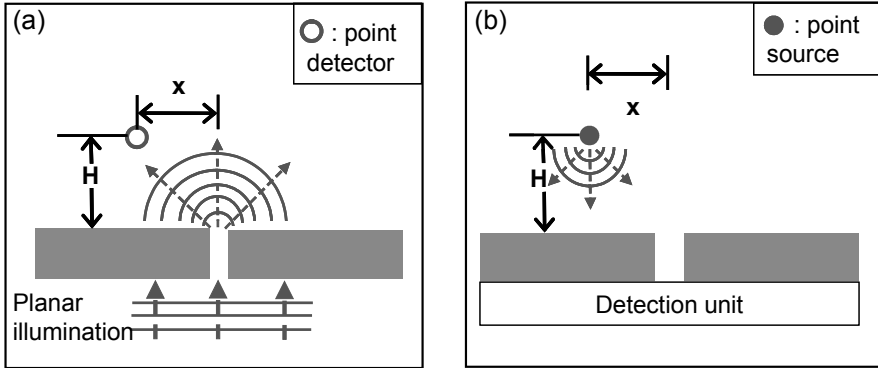 (a)
: point
detector
x
H
Planar
illumination
(b)
: point
source
x
H
Detection unit